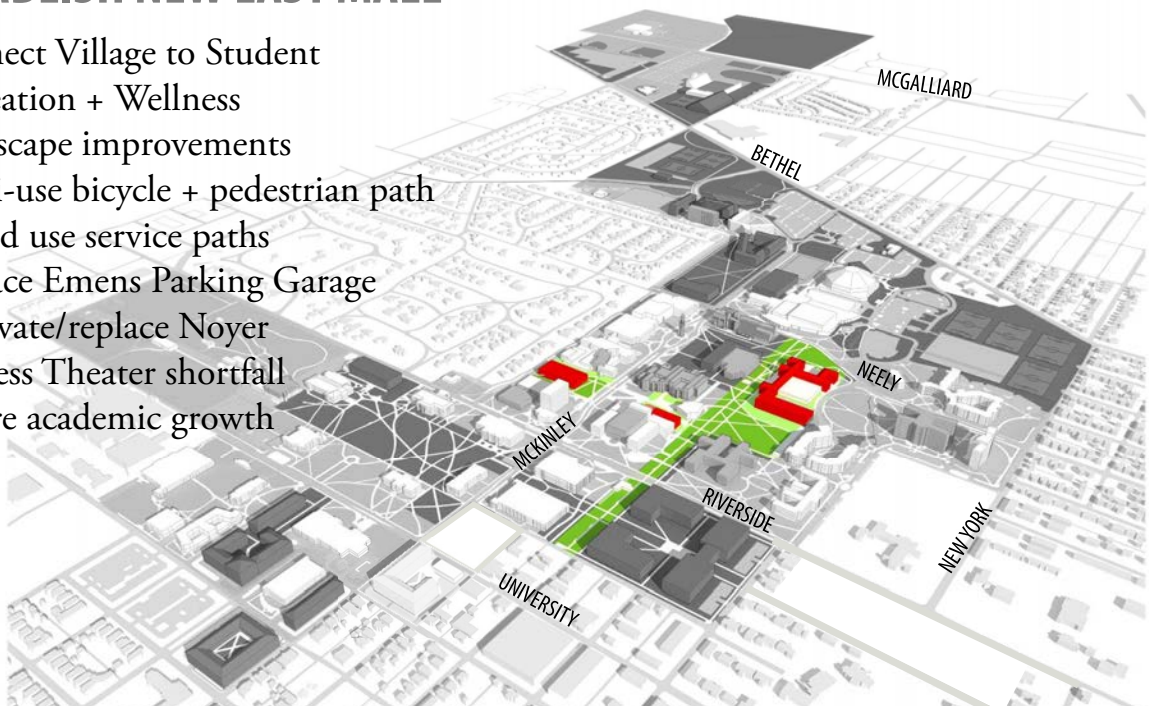 NEW EAST MALL
nect Village to Student
eation + Wellness
scape improvements
i-use bicycle + pedestrian path
d use service paths
ace Emens Parking Garage
vate/replace Noyer
ess Theater shortfall
re academic growth
MCGALLIARD
BETHEL
NEELY
MCKINLEY
RIVERSIDE
NEW YORK
UNIVERSITY